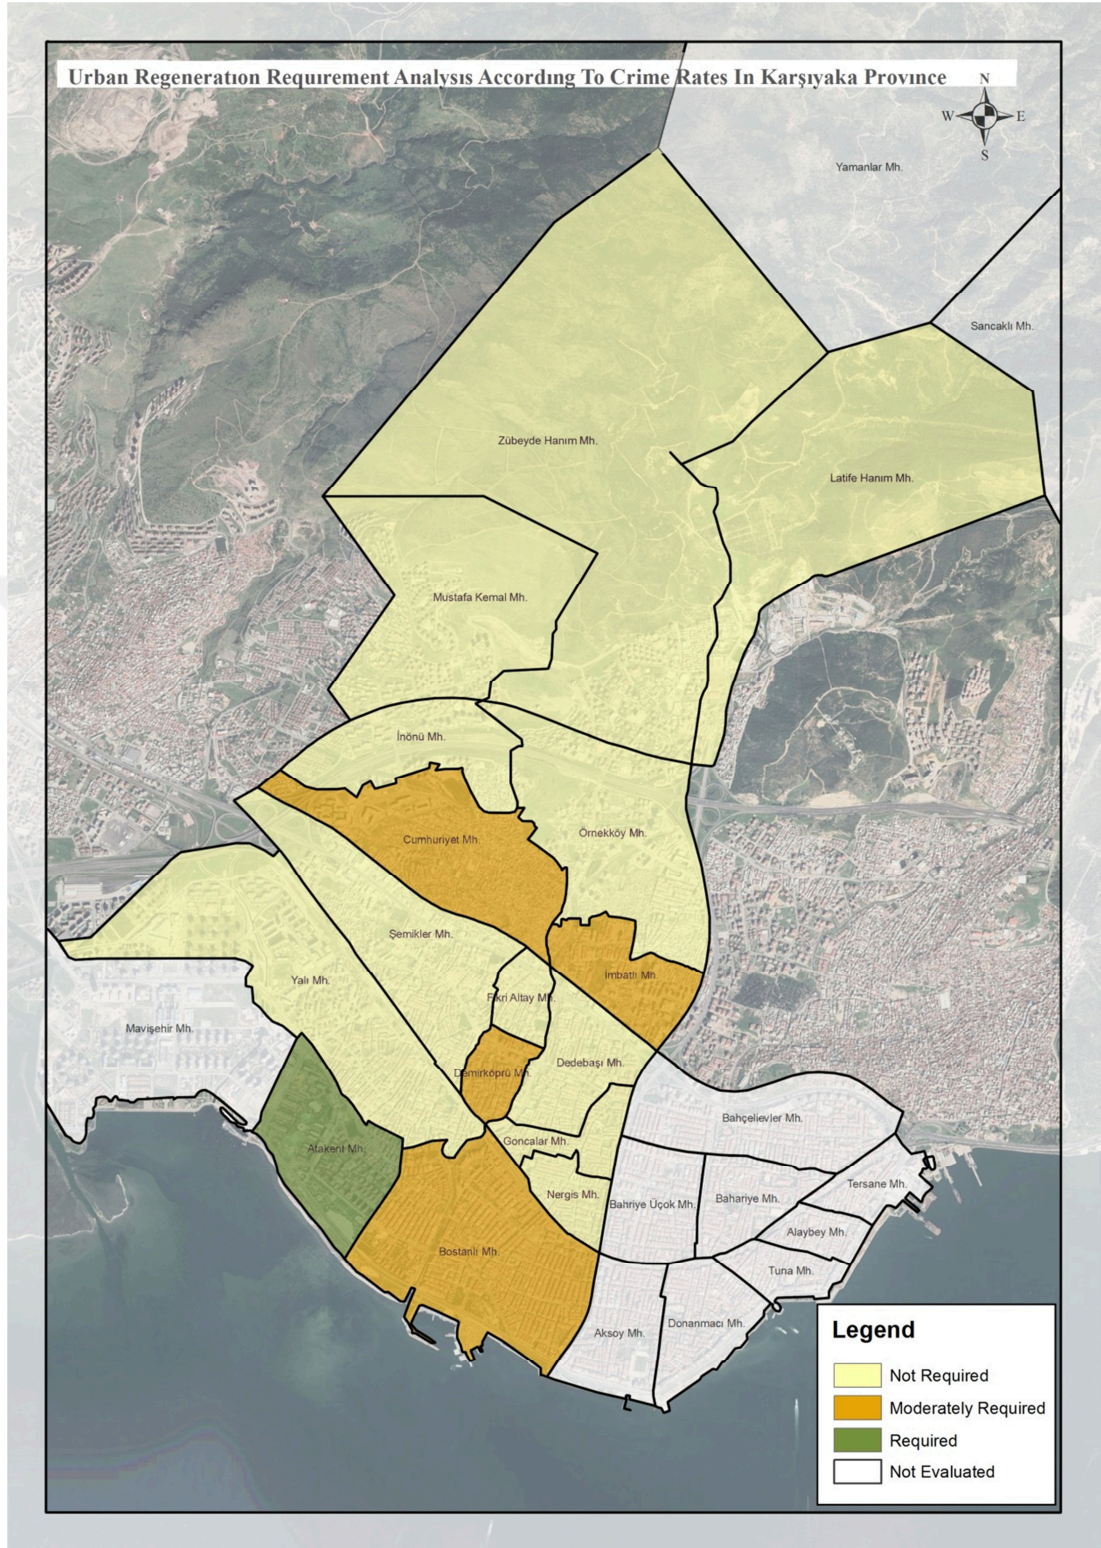 Urban Regeneratıon Requırement Analysıs Accordıng To Crıme Rates In Karşıyaka Provınce
N
W
E
S
Yamanlar Mh.
Sancaklı Mh.
Zübeyde Hanım Mh.
Latife Hanım Mh.
Mustafa Kemal Mh.
İnönü Mh.
Örnekköy Mh.
Cumhuriyet Mh.
Şemikler Mh.
İmbatlı Mh.
Yalı Mh.
Fikri Altay Mh.
Mavişehir Mh.
Dedebaşı Mh.
Demirköprü Mh.
Bahçelievler Mh.
Goncalar Mh.
Atakent Mh.
Tersane Mh.
Nergis Mh.
Bahriye Üçok Mh.
Bahariye Mh.
Alaybey Mh.
Bostanlı Mh.
Tuna Mh.
Donanmacı Mh.
Aksoy Mh.
Legend
Not Required
Moderately Required
Required
Not Evaluated